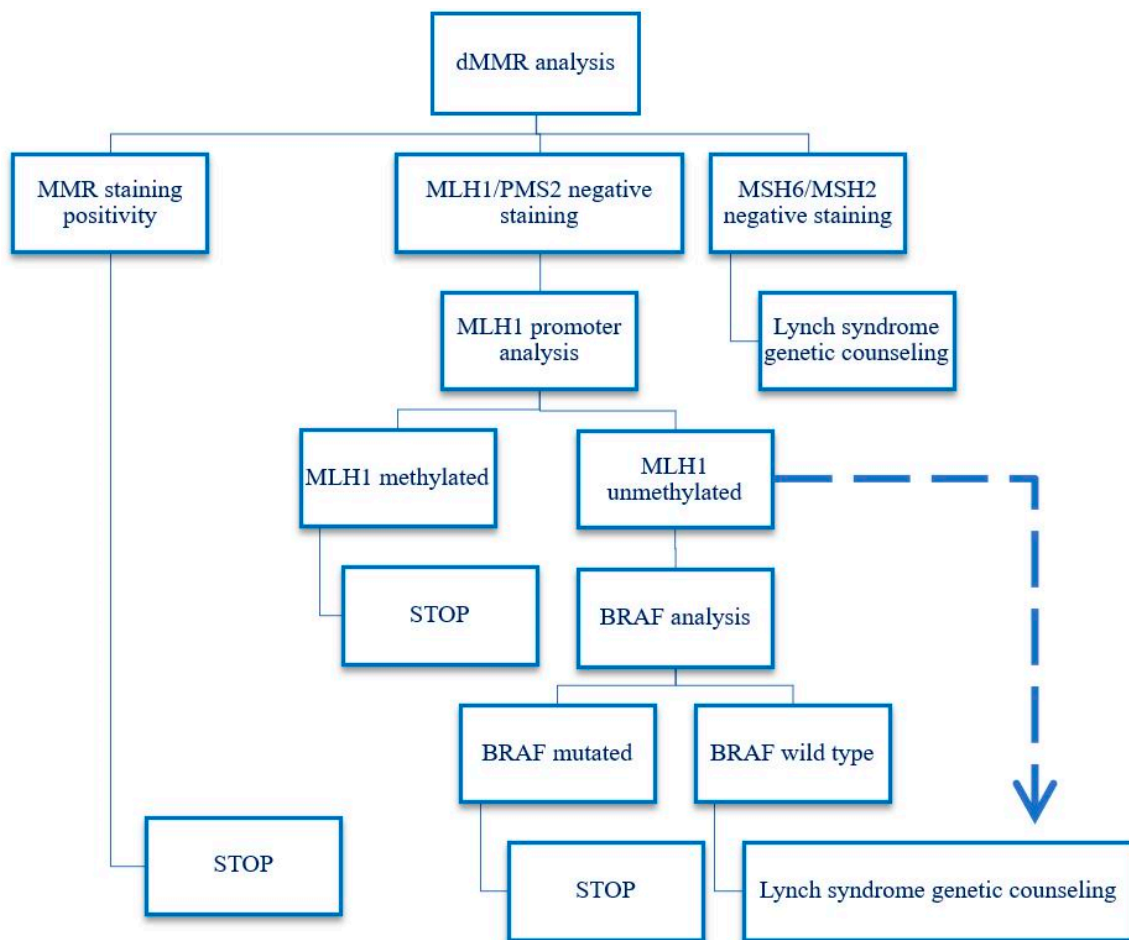 dMMR analysis
MMR staining
positivity
MLH1/PMS2 negative
staining
MSH6/MSH2
negative staining
MLH1 promoter
analysis
Lynch syndrome
genetic counseling
MLH1 methylated
MLH1
unmethylated
STOP
BRAF analysis
BRAF mutated
BRAF wild type
STOP
STOP
Lynch syndrome genetic counseling